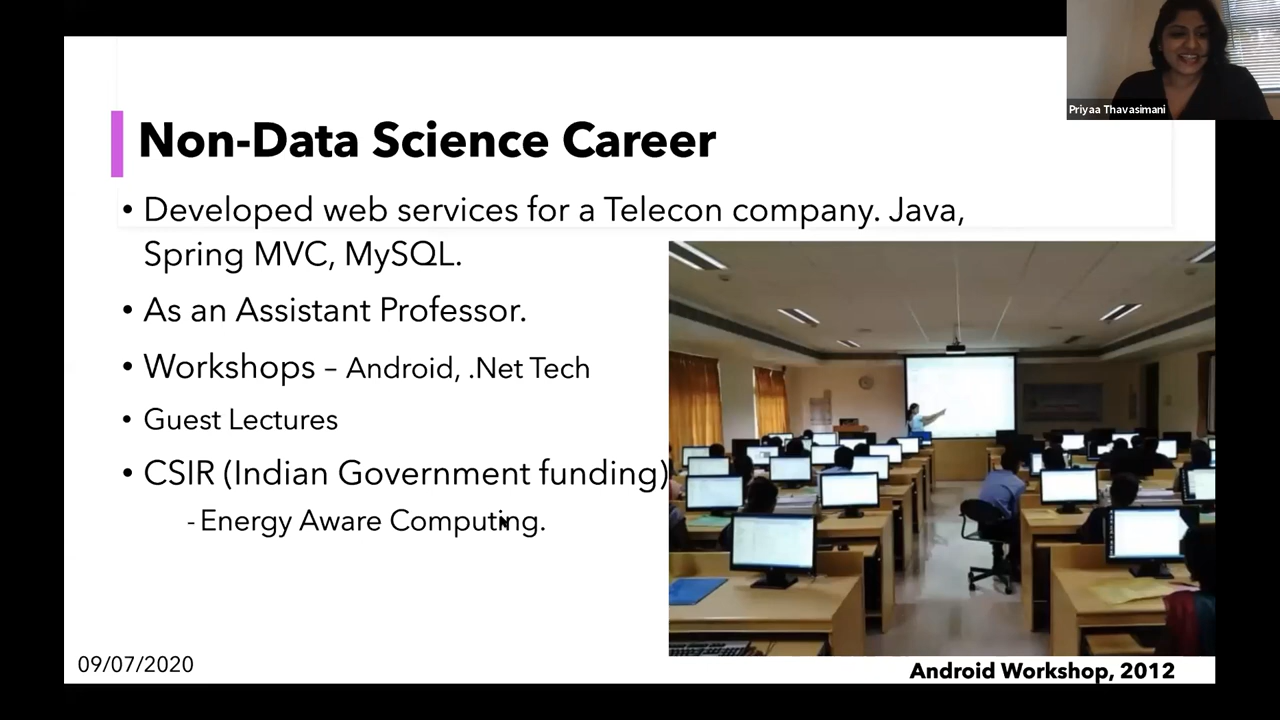 Priyaa Thavasimani
Non-Data Science Career
• Developed web services for a Telecon company. Java,
Spring MVC, MySQL.
• As an Assistant Professor.
• Workshops – Android, .Net Tech
• Guest Lectures
• CSIR (Indian Government funding)
- Energy Aware Computing.
09/07/2020
Android Workshop, 2012